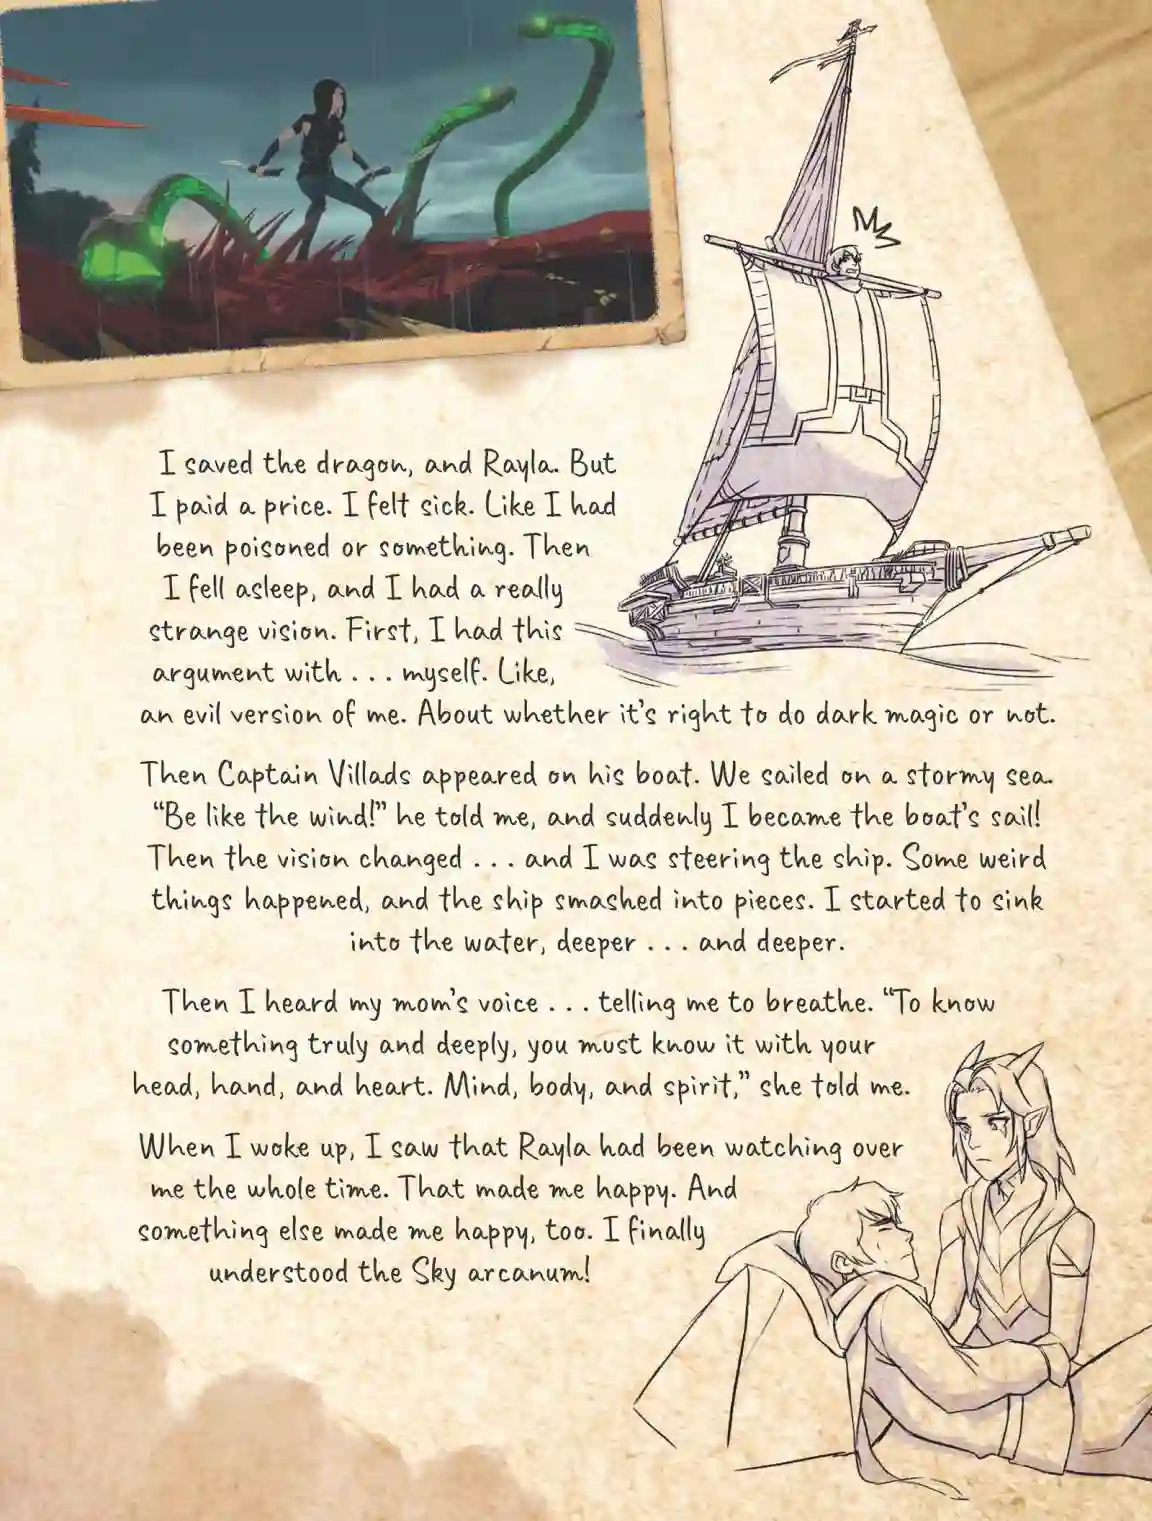 I saved the dragon, and Rayla. But
I paid a price. I felt sick. Like I had
been poisoned or something. Then
I fell asleep, and I had a really
strange vision. First, I had this
argument with . . . myself. Like,
an evil version of me. About whether it's right to do dark magic or not.
Then Captain Villads appeared on his boat. We sailed on a stormy sea.
“Be like the wind!” he told me, and suddenly I became the boat's sail!
Then the vision changed . . . and I was steering the ship. Some weird
things happened, and the ship smashed into pieces. I started to sink
into the water, deeper . . . and deeper.
Then I heard my mom's voice . . . telling me to breathe. “To know
something truly and deeply, you must know it with your
head, hand, and heart. Mind, body, and spirit,” she told me.
When I woke up, I saw that Rayla had been watching over
me the whole time. That made me happy. And
something else made me happy, too. I finally
understood the Sky arcanum!